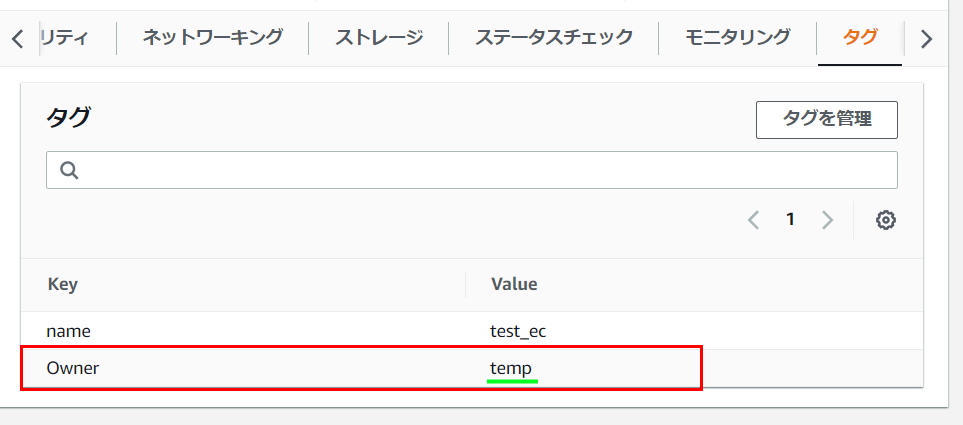 リティ ネットワーキング ストレージ ステータスチェック モニタリング タグ
タグ タグを管理
1
Key Value
name test_ec
Owner temp